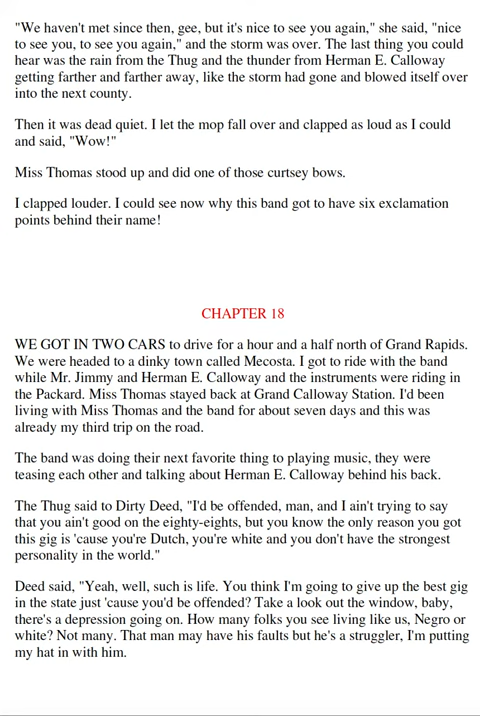 "We haven't met since then, gee, but it's nice to see you again," she said, "nice
to see you, to see you again," and the storm was over. The last thing you could
hear was the rain from the Thug and the thunder from Herman E. Calloway
getting farther and farther away, like the storm had gone and blowed itself over
into the next county.
Then it was dead quiet. I let the mop fall over and clapped as loud as I could
and said, "Wow!"
Miss Thomas stood up and did one of those curtsey bows.
I clapped louder. I could see now why this band got to have six exclamation
points behind their name!
CHAPTER 18
WE GOT IN TWO CARS to drive for a hour and a half north of Grand Rapids.
We were headed to a dinky town called Mecosta. I got to ride with the band
while Mr. Jimmy and Herman E. Calloway and the instruments were riding in
the Packard. Miss Thomas stayed back at Grand Calloway Station. I'd been
living with Miss Thomas and the band for about seven days and this was
already my third trip on the road.
The band was doing their next favorite thing to playing music, they were
teasing each other and talking about Herman E. Calloway behind his back.
The Thug said to Dirty Deed, "I'd be offended, man, and I ain't trying to say
that you ain't good on the eighty-eights, but you know the only reason you got
this gig is 'cause you're Dutch, you're white and you don't have the strongest
personality in the world."
Deed said, "Yeah, well, such is life. You think I'm going to give up the best gig
in the state just 'cause you'd be offended? Take a look out the window, baby,
there's a depression going on. How many folks you see living like us, Negro or
white? Not many. That man may have his faults but he's a struggler, I'm putting
my hat in with him.